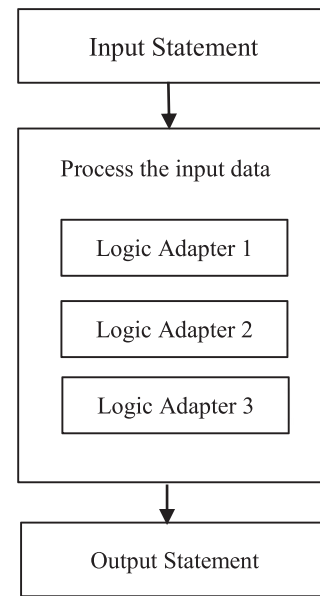 Input Statement
Process the input data
Logic Adapter 1
Logic Adapter 2
Logic Adapter 3
Output Statement